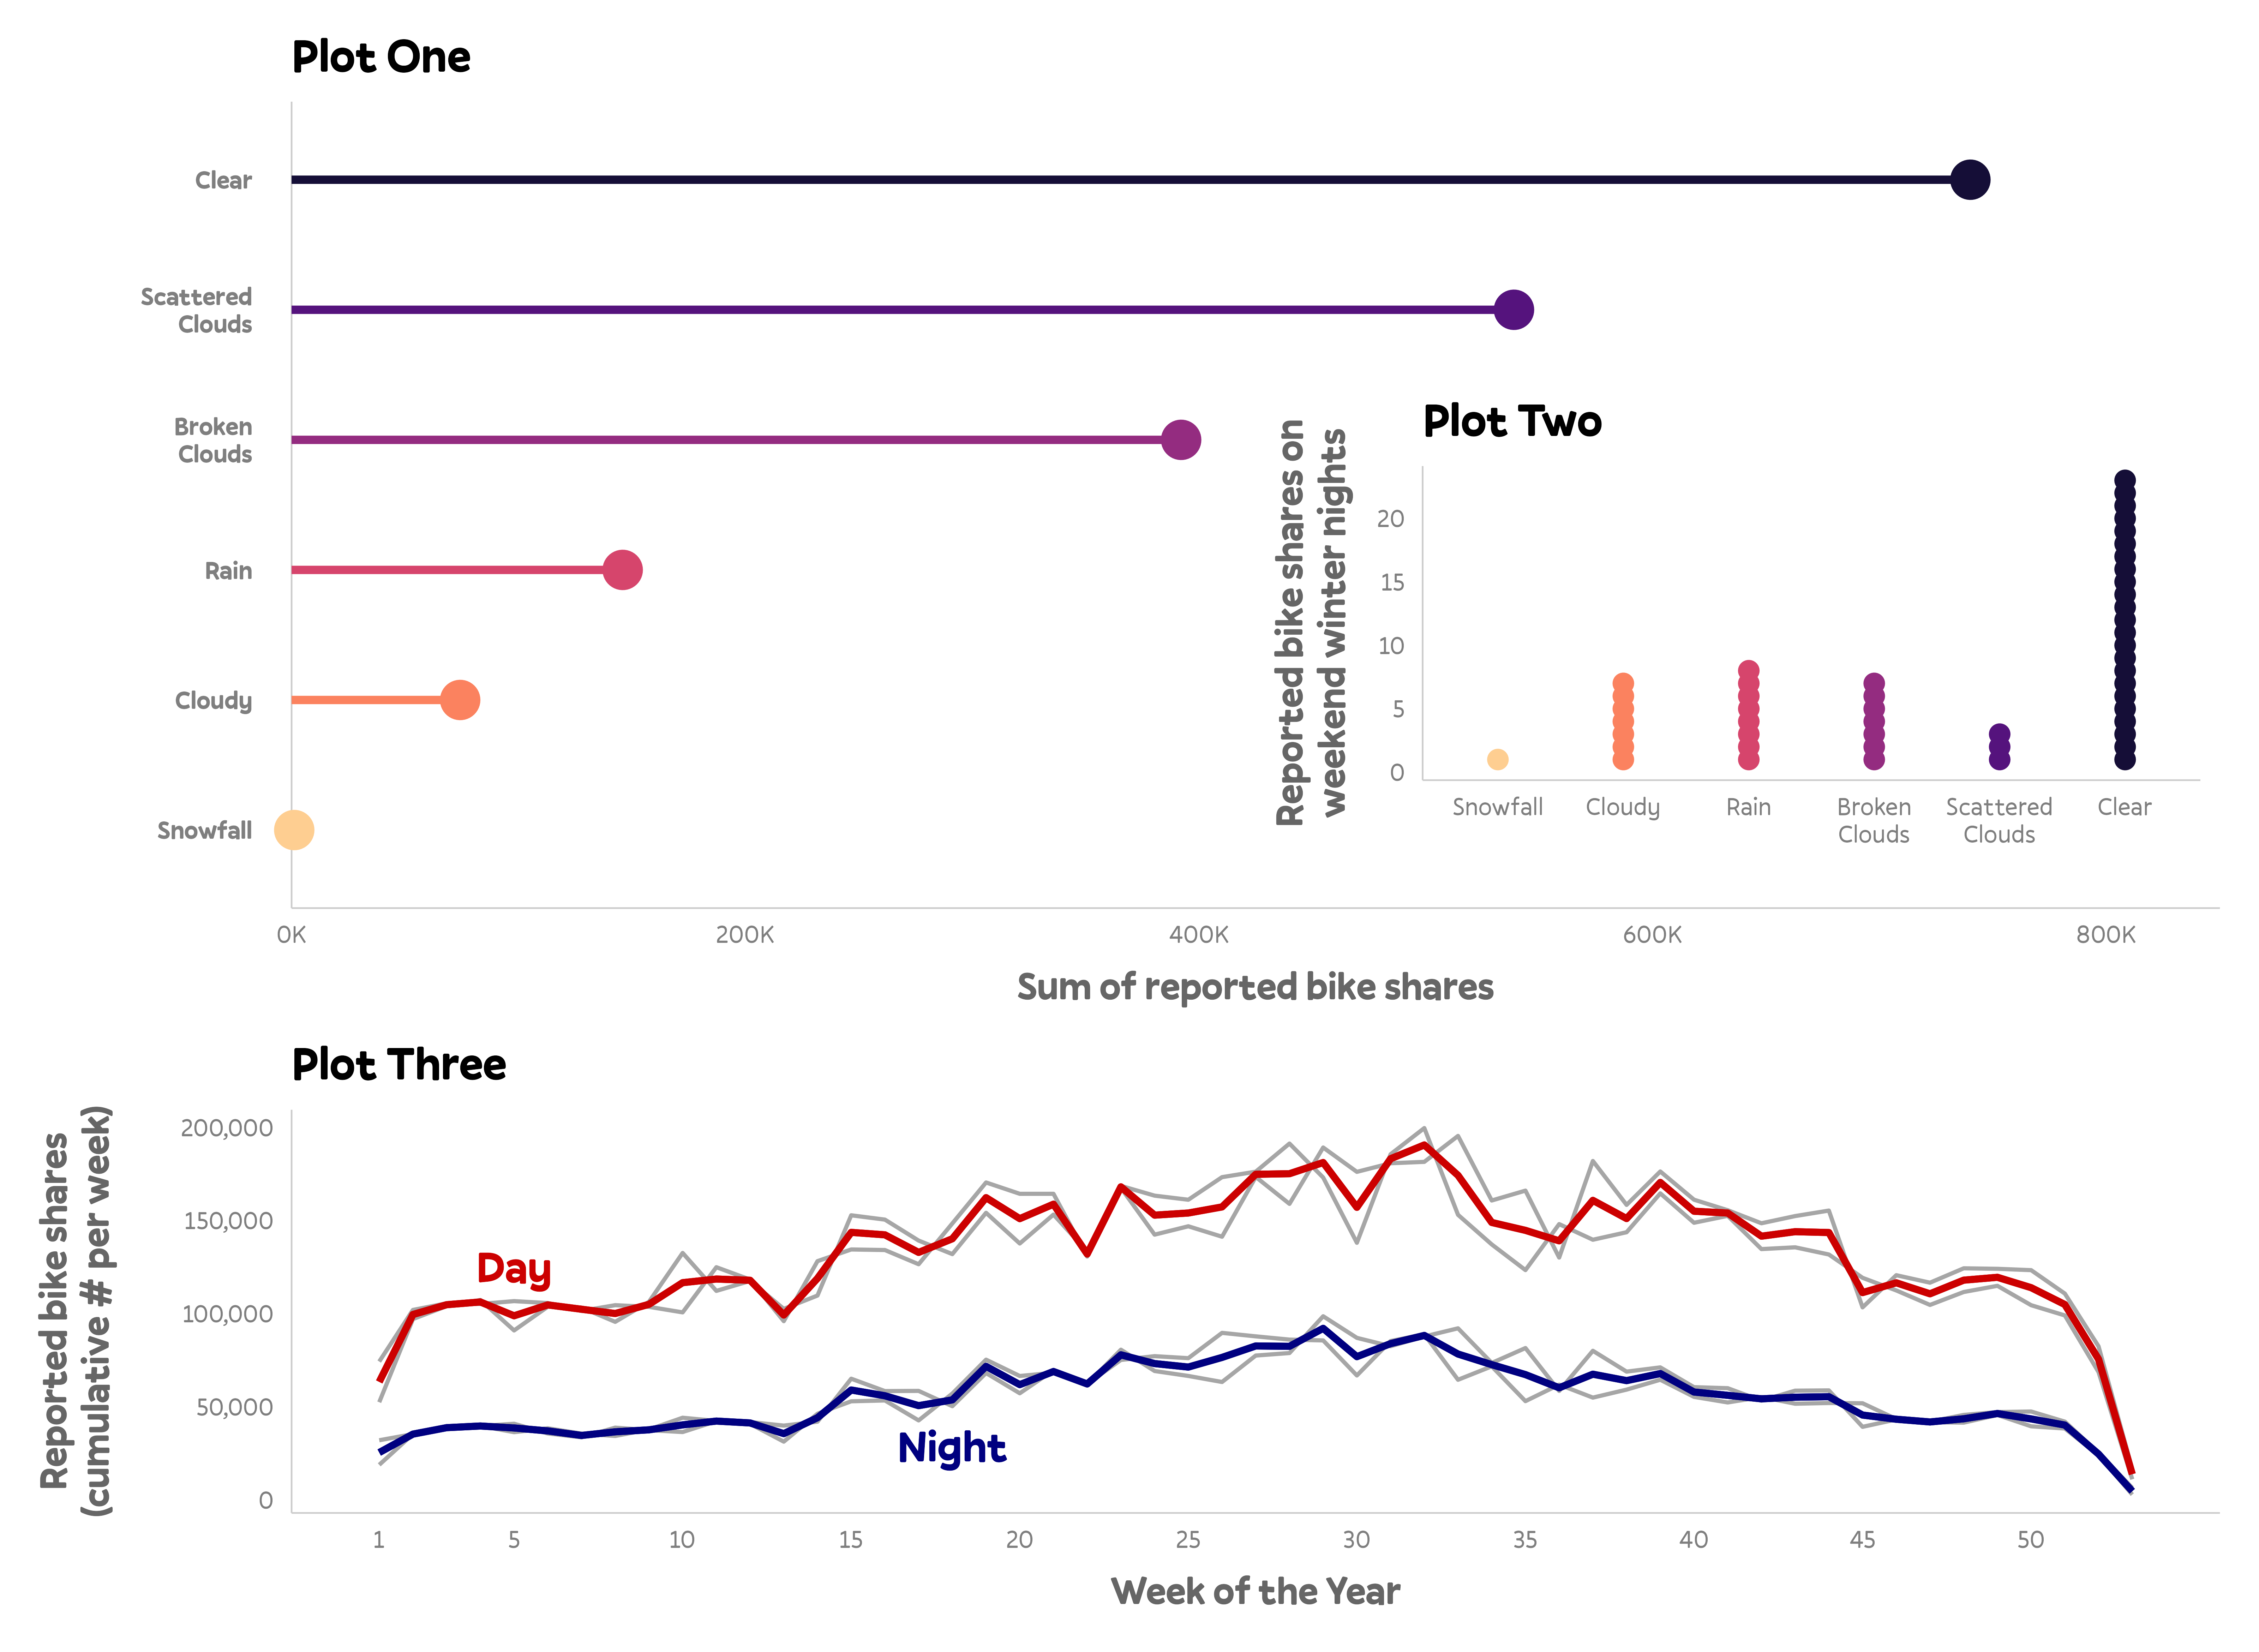 Plot One
Clear
Scattered
Clouds
Broken
Clouds
Rain
Cloudy
Snowfall
0K
200K
400K
600K
800K
Sum of reported bike shares
Plot Two
Reported bike shares on
weekend winter nights
20
15
10
5
0
Snowfall
Cloudy
Rain
Broken
Clouds
Scattered
Clouds
Clear
Plot Three
Reported bike shares
(cumulative # per week)
200,000
150,000
100,000
50,000
0
Day
Night
1
5
10
15
20
25
30
35
40
45
50
Week of the Year